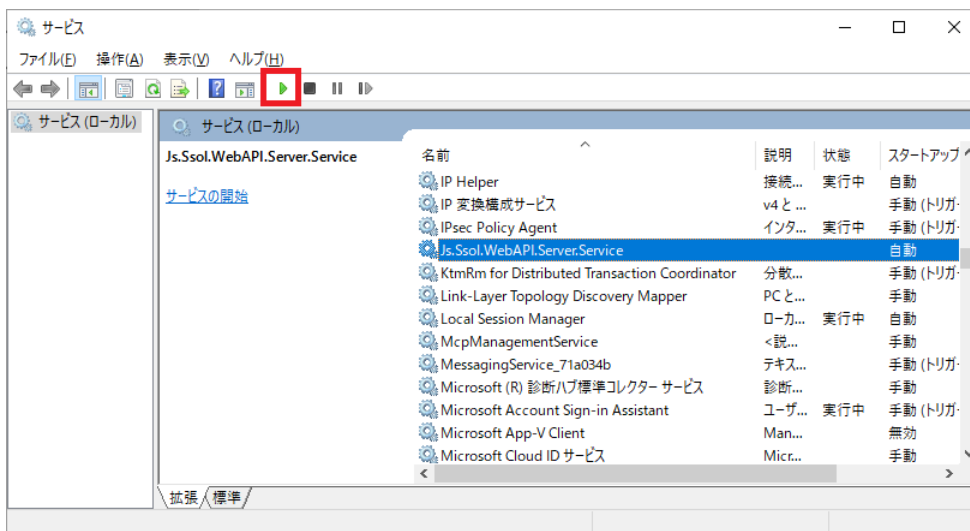 サービス
ファイル(F) 操作(A) 表示(V) ヘルプ(H)
サービス (ローカル)
サービス (ローカル)
Js.Ssol.WebAPI.Server.Service
サービスの開始
名前 説明 状態 スタートアップ
IP Helper 接続... 実行中 自動
IP 変換構成サービス v4 と ... 手動 (トリガー
IPsec Policy Agent インタ... 実行中 手動 (トリガー
Js.Ssol.WebAPI.Server.Service 自動
KtmRm for Distributed Transaction Coordinator 分散... 手動 (トリガー
Link-Layer Topology Discovery Mapper PC と... 手動
Local Session Manager ローカ... 実行中 自動
McpManagementService <説... 手動
MessagingService_71a034b テキス... 手動 (トリガー
Microsoft (R) 診断ハブ標準コレクター サービス 診断... 手動
Microsoft Account Sign-in Assistant ユーザ... 実行中 手動 (トリガー
Microsoft App-V Client Man... 無効
Microsoft Cloud ID サービス Micr... 手動
拡張 標準